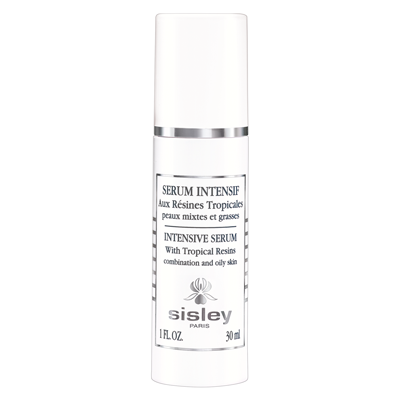 SERUM INTENSIF
Aux Résines Tropicales
peaux mixtes et grasses
INTENSIVE SERUM
With Tropical Resins
combination and oily skin
sisley
PARIS
1 FL.OZ. 30 ml